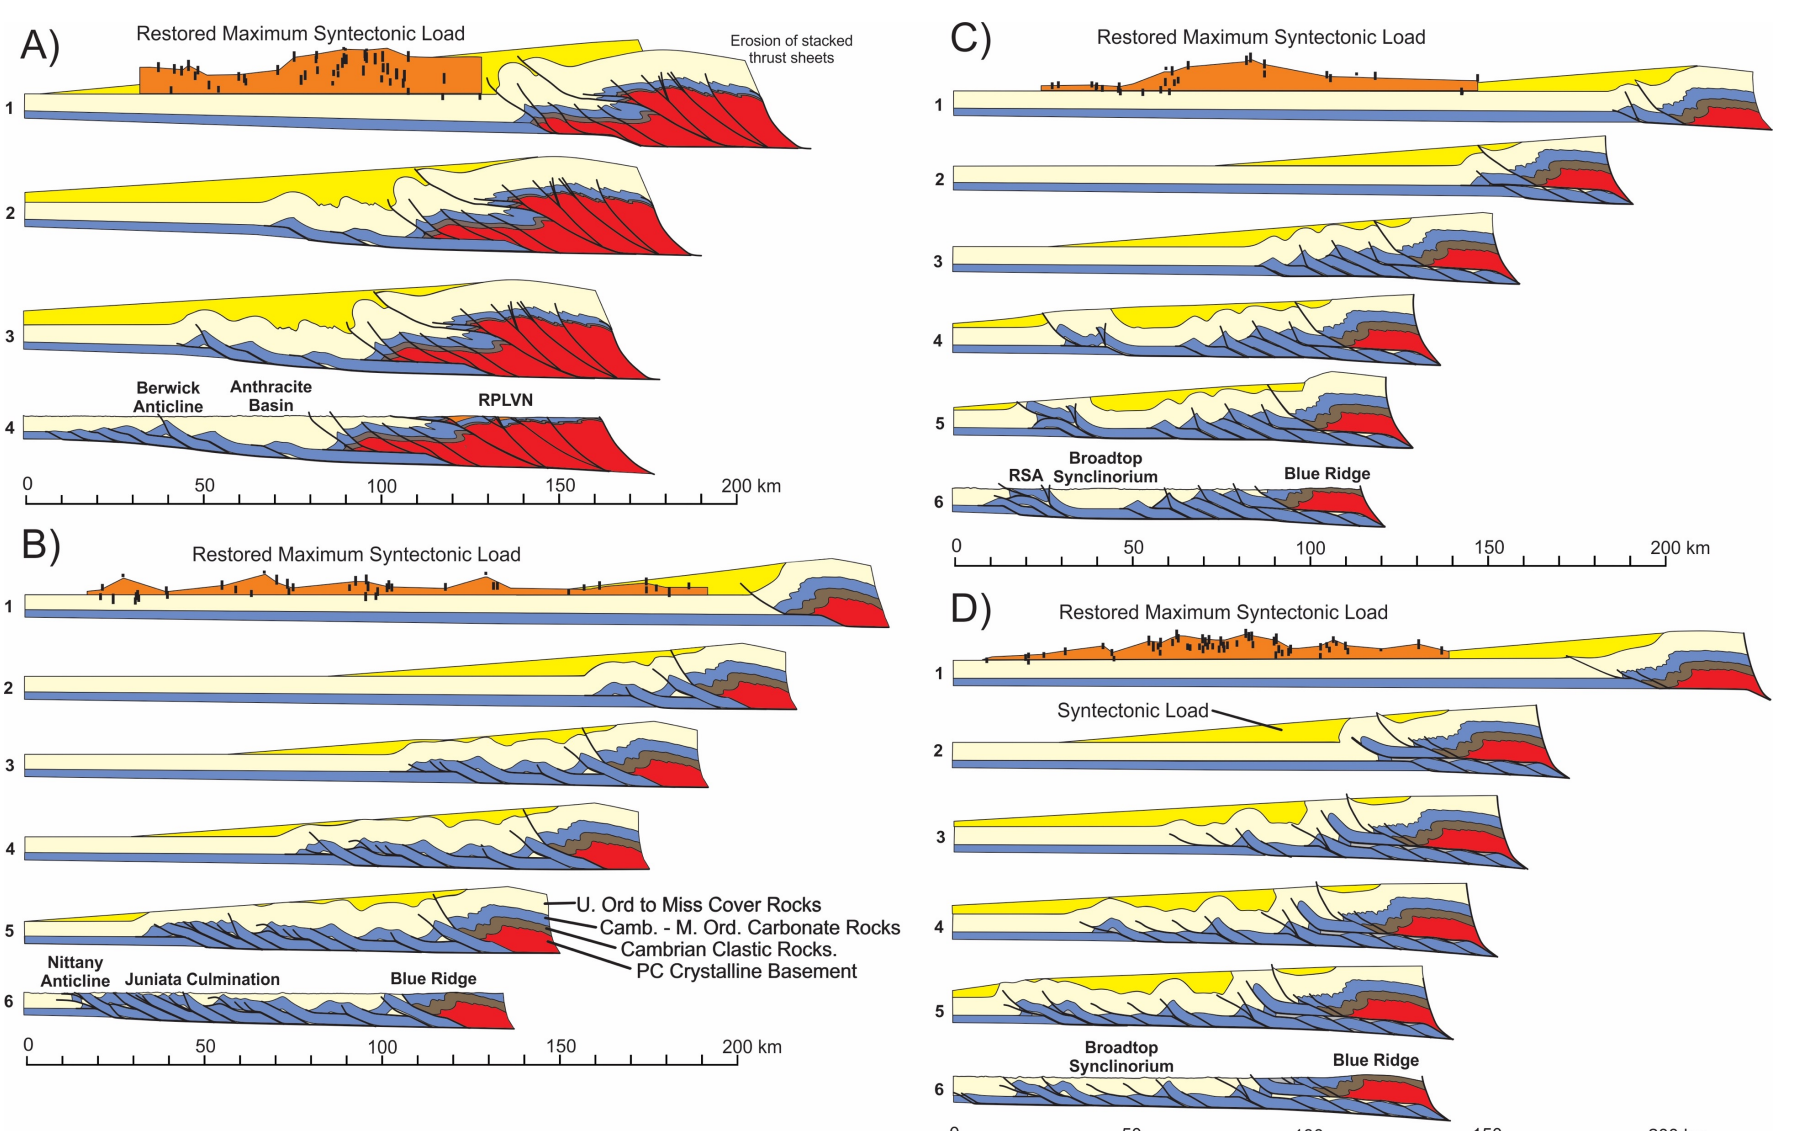 A)
Restored Maximum Syntectonic Load
Erosion of stacked
thrust sheets
1
2
3
Berwick
Anticline
Anthracite
Basin
RPLVN
4
0 50 100 150 200 km
B)
Restored Maximum Syntectonic Load
1
2
3
4
5
U. Ord to Miss Cover Rocks
Camb. - M. Ord. Carbonate Rocks
Cambrian Clastic Rocks.
PC Crystalline Basement
Nittany
Anticline
Juniata Culmination
Blue Ridge
6
0 50 100 150 200 km
C)
Restored Maximum Syntectonic Load
1
2
3
4
5
RSA
Broadtop
Synclinorium
Blue Ridge
6
0 50 100 150 200 km
D)
Restored Maximum Syntectonic Load
1
Syntectonic Load
2
3
4
5
Broadtop
Synclinorium
Blue Ridge
6